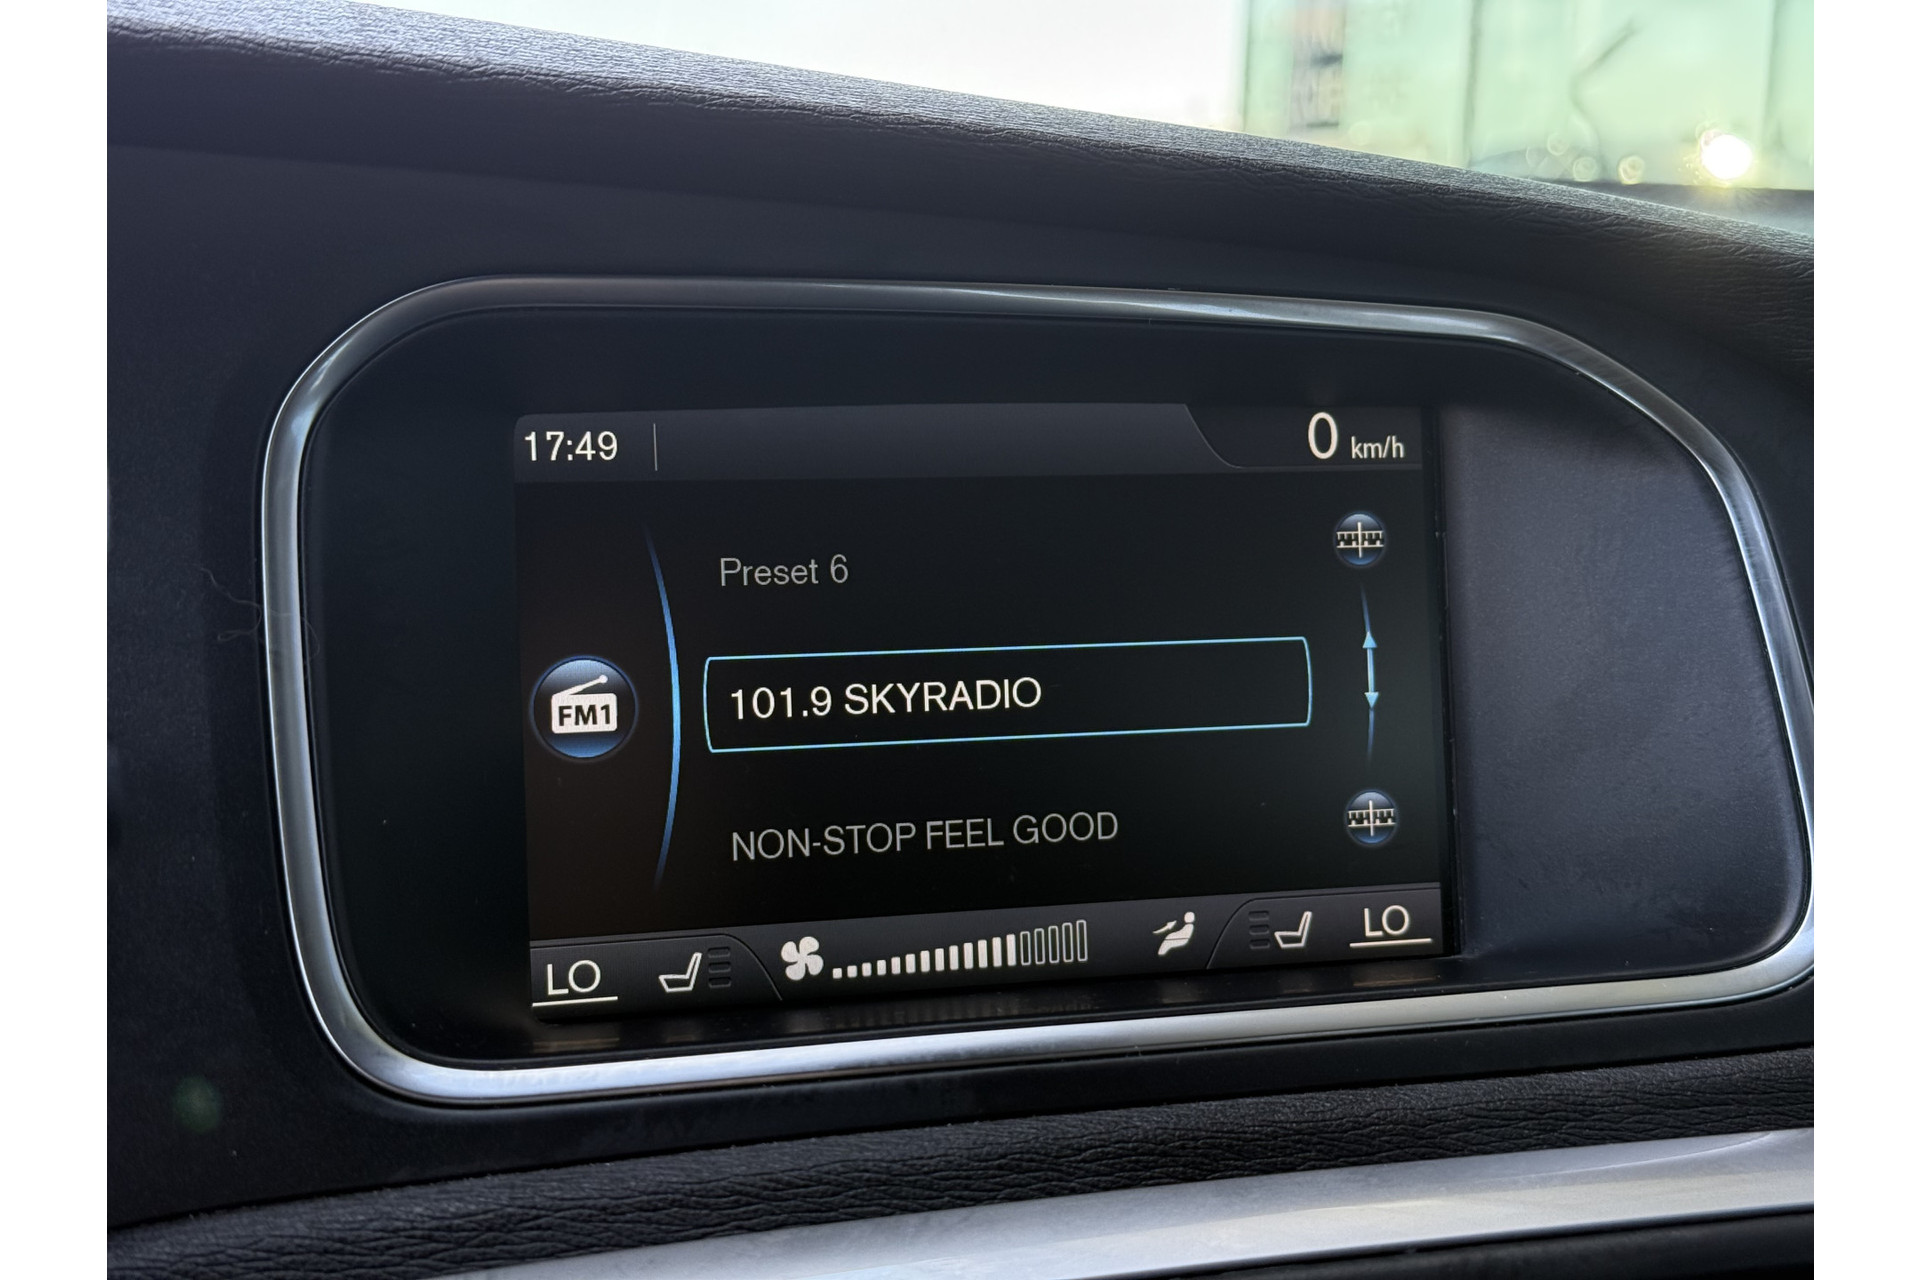 17:49
0 km/h
Preset 6
FM1
101.9 SKYRADIO
NON-STOP FEEL GOOD
LO
LO